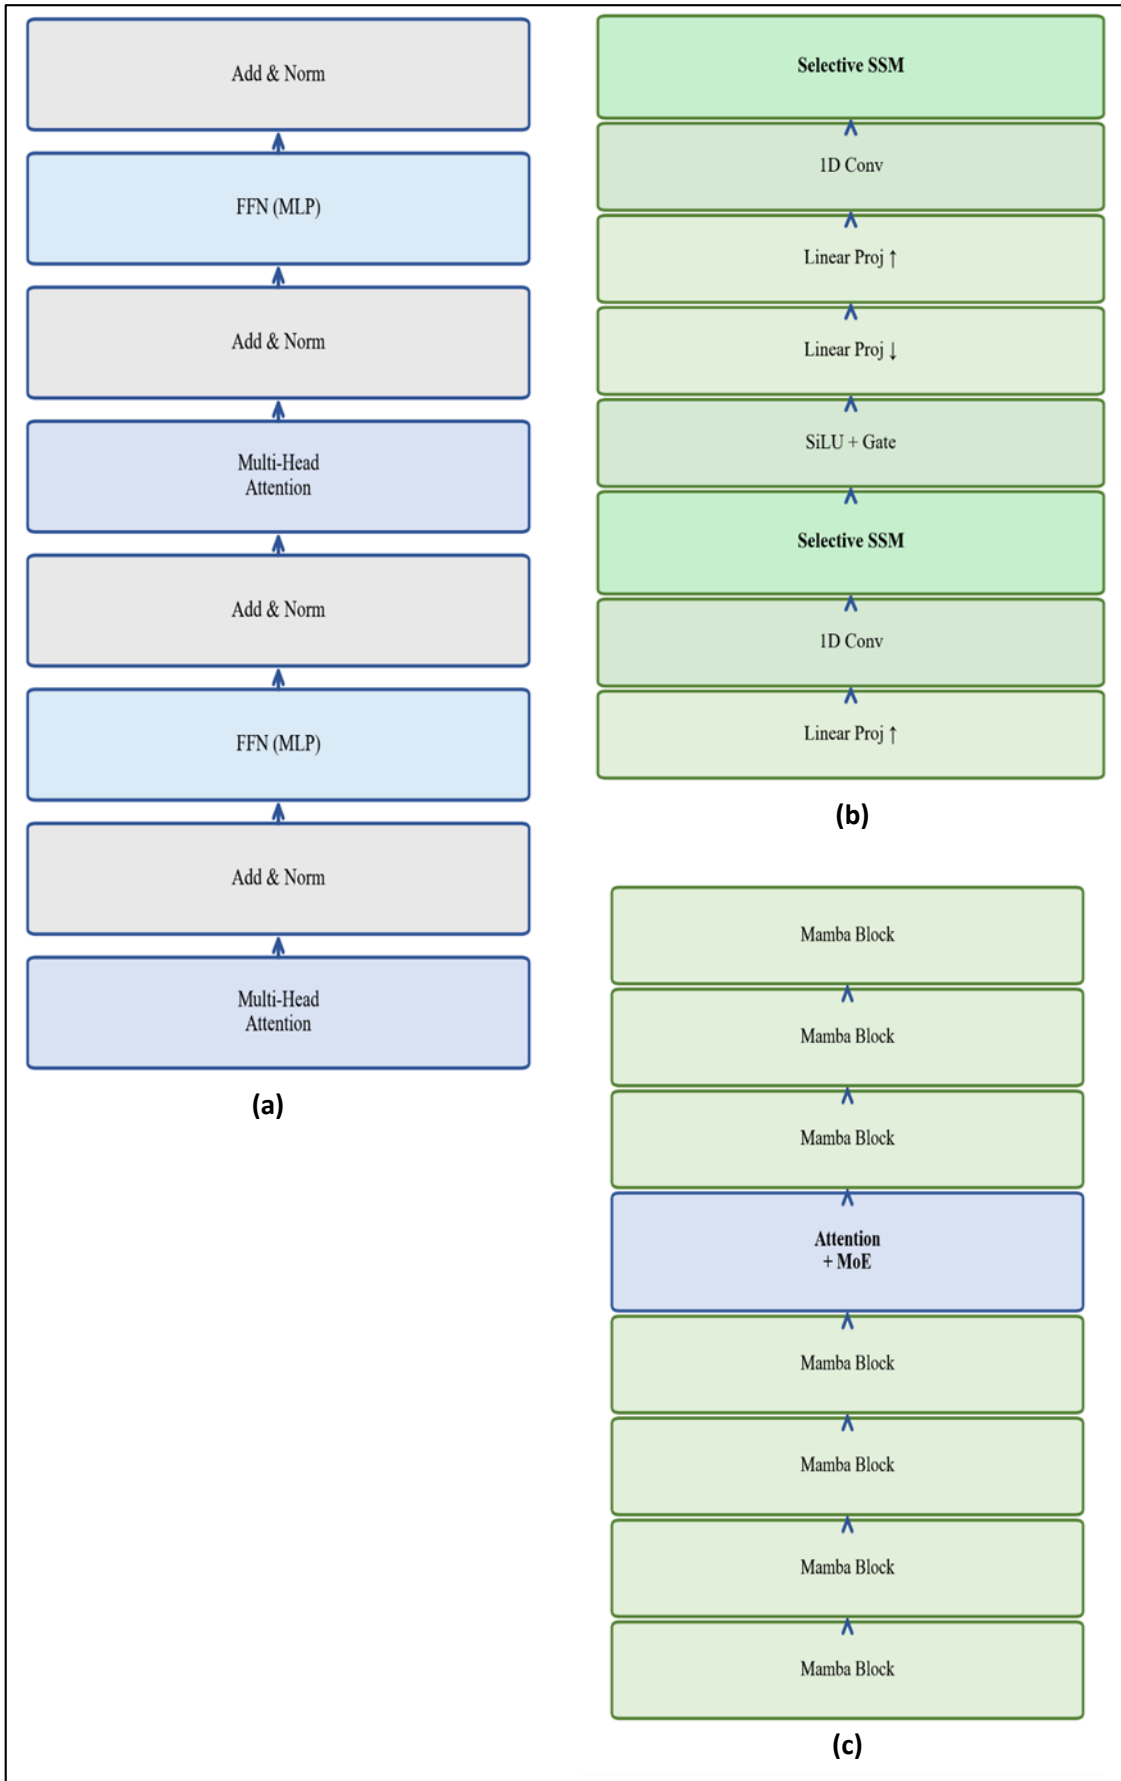 Add & Norm
FFN (MLP)
Add & Norm
Multi-Head
Attention
Add & Norm
FFN (MLP)
Add & Norm
Multi-Head
Attention
(a)
Selective SSM
1D Conv
Linear Proj ↑
Linear Proj ↓
SiLU + Gate
Selective SSM
1D Conv
Linear Proj ↑
(b)
Mamba Block
Mamba Block
Mamba Block
Attention
+ MoE
Mamba Block
Mamba Block
Mamba Block
Mamba Block
(c)